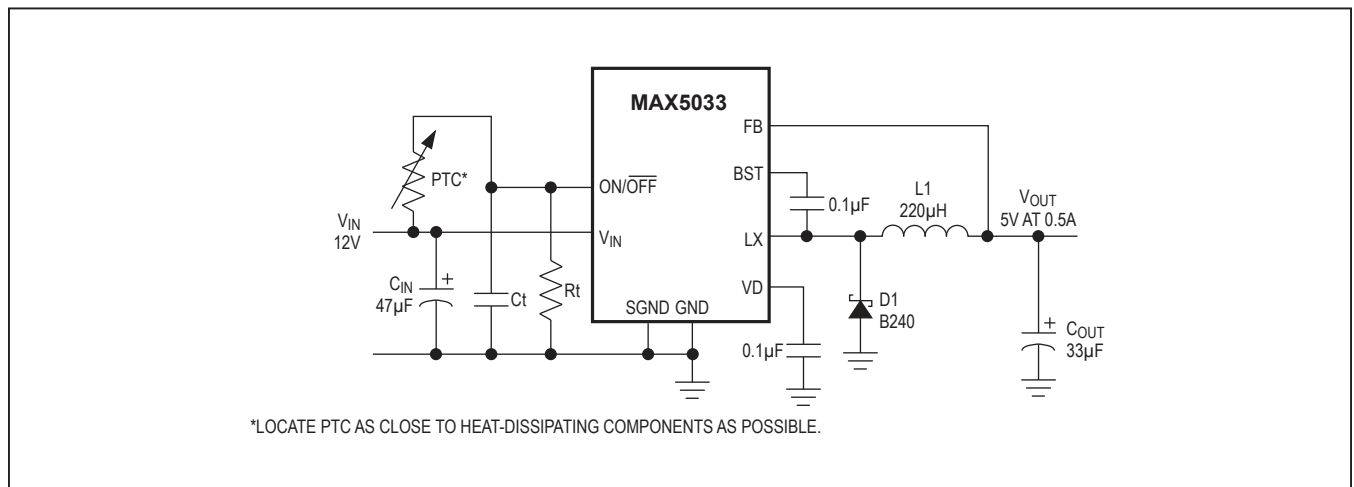 MAX5033
FB
BST
PTC*
ON/OFF
0.1µF
L1
220µH
VOUT
5V AT 0.5A
VIN
12V
VIN
LX
CIN
47µF
+
Ct
Rt
VD
SGND GND
D1
B240
0.1µF
+
COUT
33µF
*LOCATE PTC AS CLOSE TO HEAT-DISSIPATING COMPONENTS AS POSSIBLE.